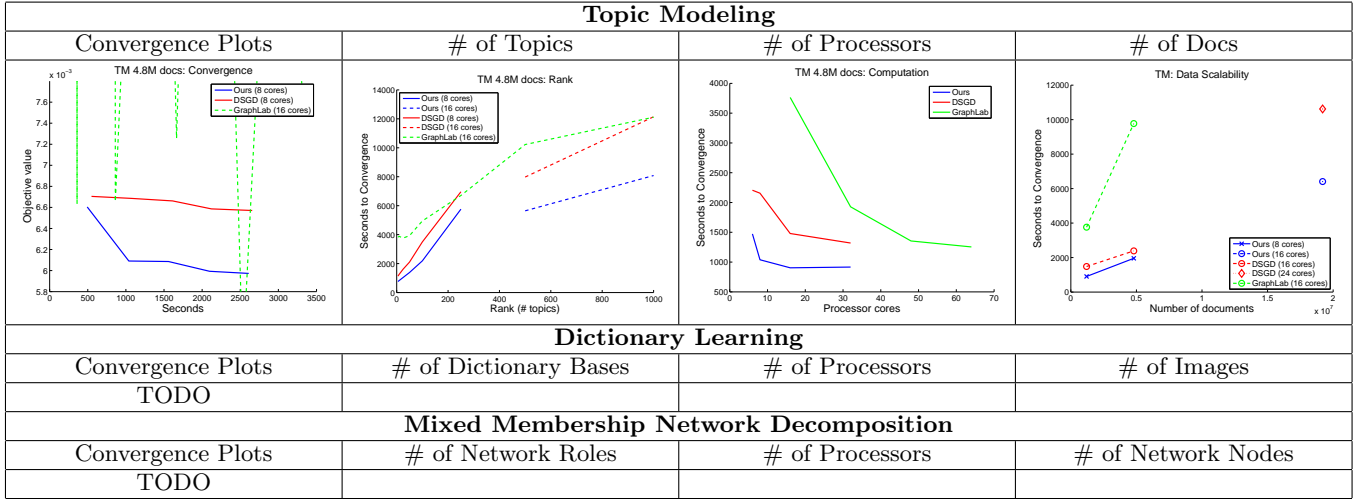 Topic Modeling
Convergence Plots # of Topics # of Processors # of Docs
TM 4.8M docs: Convergence
x 10⁻³
Ours (8 cores)
DSGD (8 cores)
GraphLab (16 cores)
7.6
7.4
7.2
7
6.8
6.6
6.4
6.2
6
5.8
Objective value
0 500 1000 1500 2000 2500 3000 3500
Seconds
TM 4.8M docs: Rank
Ours (8 cores)
Ours (16 cores)
DSGD (8 cores)
DSGD (16 cores)
GraphLab (16 cores)
14000
12000
10000
8000
6000
4000
2000
0
Seconds to Convergence
0 200 400 600 800 1000
Rank (# topics)
TM 4.8M docs: Computation
Ours
DSGD
GraphLab
4000
3500
3000
2500
2000
1500
1000
500
Seconds to Convergence
0 10 20 30 40 50 60 70
Processor cores
TM: Data Scalability
12000
10000
8000
6000
4000
2000
0
Seconds to Convergence
Ours (8 cores)
Ours (16 cores)
DSGD (16 cores)
DSGD (24 cores)
GraphLab (16 cores)
0 0.5 1 1.5 2
x 10⁷
Number of documents
Dictionary Learning
Convergence Plots # of Dictionary Bases # of Processors # of Images
TODO
Mixed Membership Network Decomposition
Convergence Plots # of Network Roles # of Processors # of Network Nodes
TODO